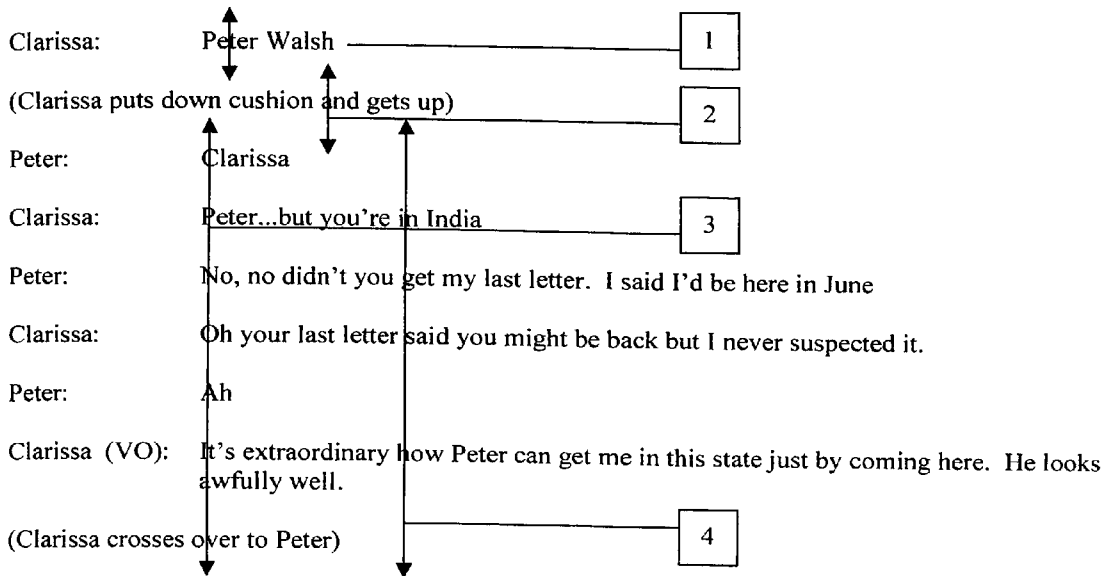 Clarissa: Peter Walsh 1
(Clarissa puts down cushion and gets up) 2
Peter: Clarissa
Clarissa: Peter...but you're in India 3
Peter: No, no didn't you get my last letter. I said I'd be here in June
Clarissa: Oh your last letter said you might be back but I never suspected it.
Peter: Ah
Clarissa (VO): It's extraordinary how Peter can get me in this state just by coming here. He looks
awfully well.
(Clarissa crosses over to Peter) 4